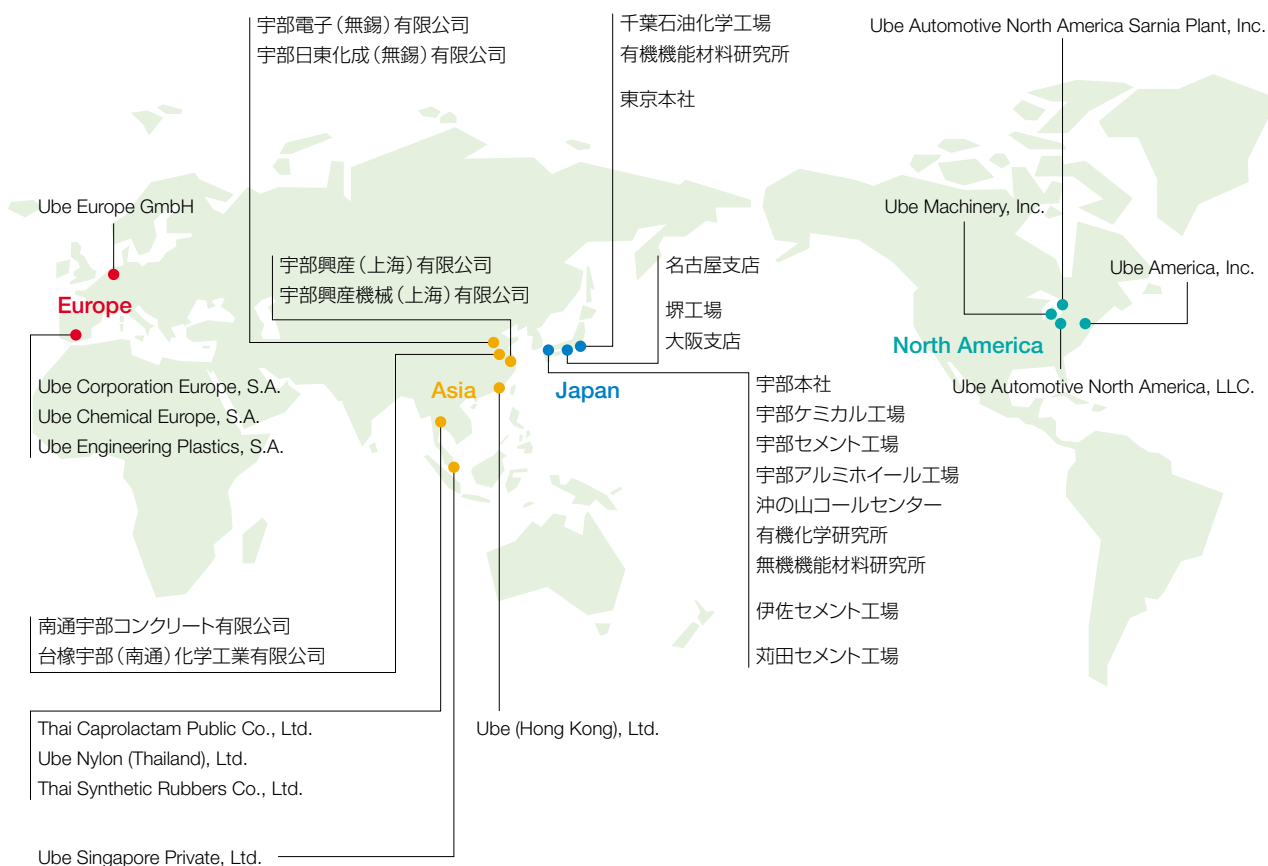 宇部電子（無錫）有限公司
宇部日東化成（無錫）有限公司
千葉石油化学工場
有機機能材料研究所
東京本社
Ube Automotive North America Sarnia Plant, Inc.
Ube Europe GmbH
Ube Machinery, Inc.
宇部興産（上海）有限公司
宇部興産機械（上海）有限公司
名古屋支店
堺工場
大阪支店
Ube America, Inc.
Europe
North America
Ube Corporation Europe, S.A.
Ube Chemical Europe, S.A.
Ube Engineering Plastics, S.A.
Asia
Japan
Ube Automotive North America, LLC.
宇部本社
宇部ケミカル工場
宇部セメント工場
宇部アルミホイール工場
沖の山コールセンター
有機化学研究所
無機機能材料研究所
伊佐セメント工場
苅田セメント工場
南通宇部コンクリート有限公司
台橡宇部（南通）化学工業有限公司
Thai Caprolactam Public Co., Ltd.
Ube Nylon (Thailand), Ltd.
Thai Synthetic Rubbers Co., Ltd.
Ube (Hong Kong), Ltd.
Ube Singapore Private, Ltd.